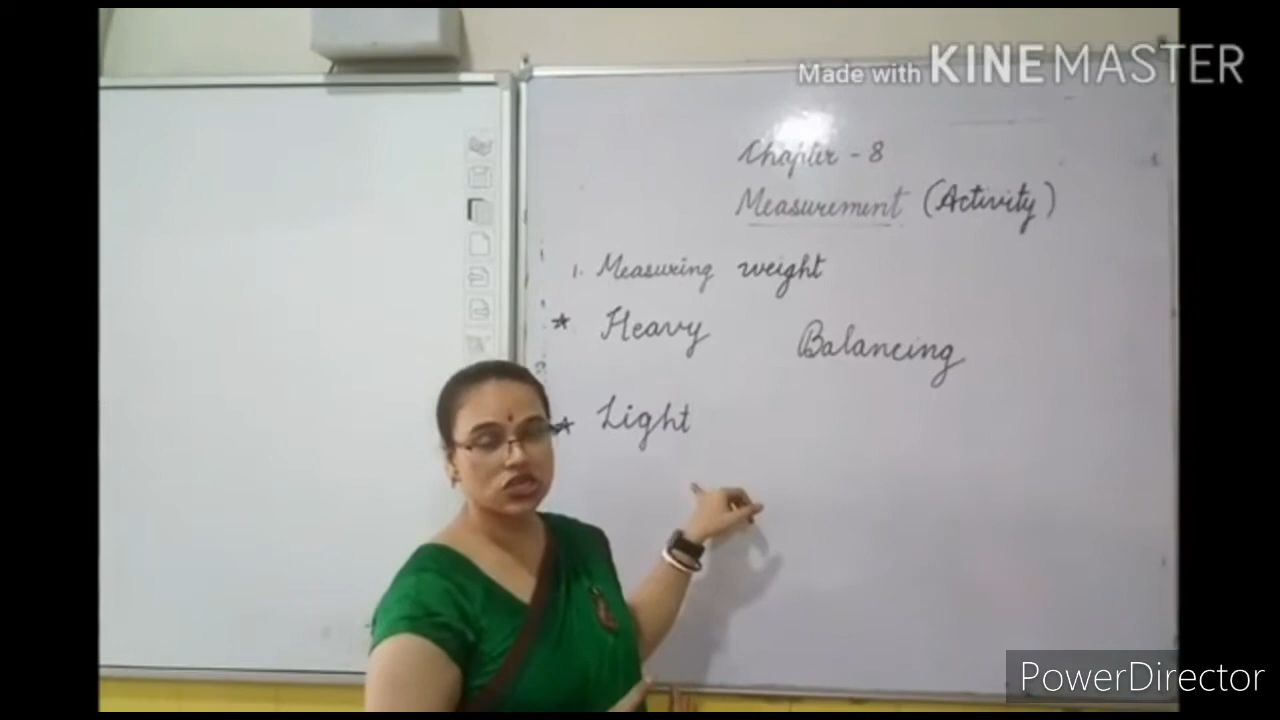 Made with KINEMASTER
Chapter - 8
Measurement (Activity)
1. Measuring weight
* Heavy Balancing
* Light
PowerDirector